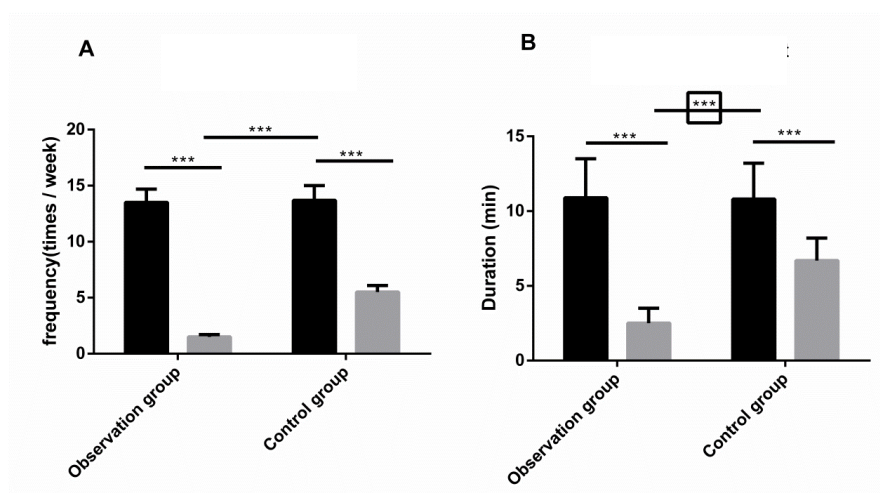 A
frequency(times / week)
20
15
10
5
0
***
***
***
Observation group
Control group
B
Duration (min)
15
10
5
0
***
***
***
Observation group
Control group